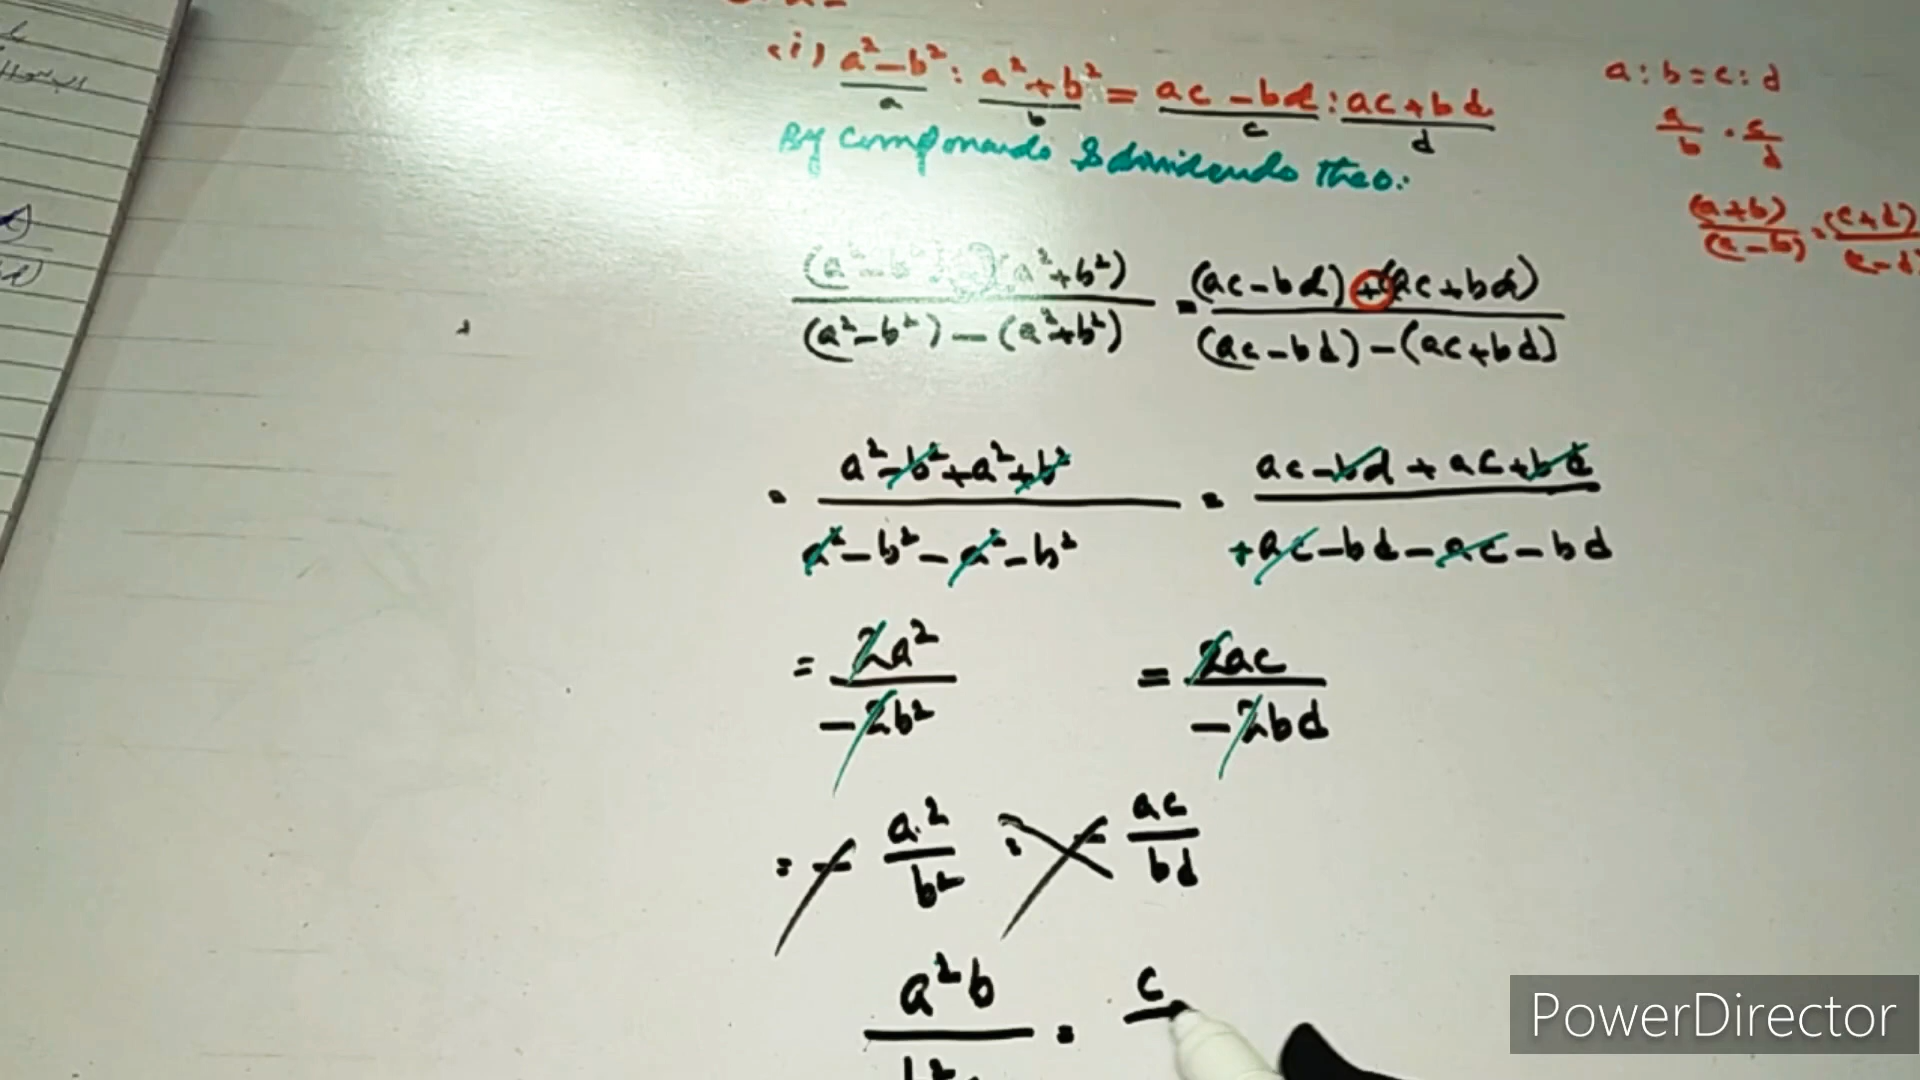 (i) a²-b² : a²+b² = ac-bd : ac+bd
a b c d
By componando & dividendo theo.
a : b = c : d
a/b = c/d
(a+b)/(a-b) = (c+d)/(c-d)
(a²-b²) + (a²+b²) / (a²-b²) - (a²+b²) = (ac-bd) + (ac+bd) / (ac-bd) - (ac+bd)
= a²-b²+a²+b² / a²-b²-a²-b² = ac-bd+ac+bd / +ac-bd-ac-bd
= 2a² / -2b² = 2ac / -2bd
= - a²/b² = - ac/bd
a²b / b² = c
PowerDirector